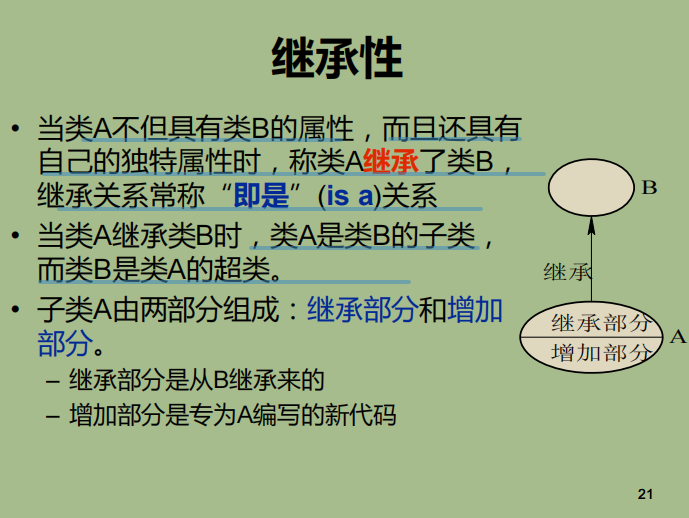 继承性
• 当类A不但具有类B的属性，而且还具有
自己的独特属性时，称类A继承了类B，
继承关系常称“即是”(is a)关系
• 当类A继承类B时，类A是类B的子类，
而类B是类A的超类。
• 子类A由两部分组成：继承部分和增加
部分。
– 继承部分是从B继承来的
– 增加部分是专为A编写的新代码
B
继承
继承部分
A
增加部分
21